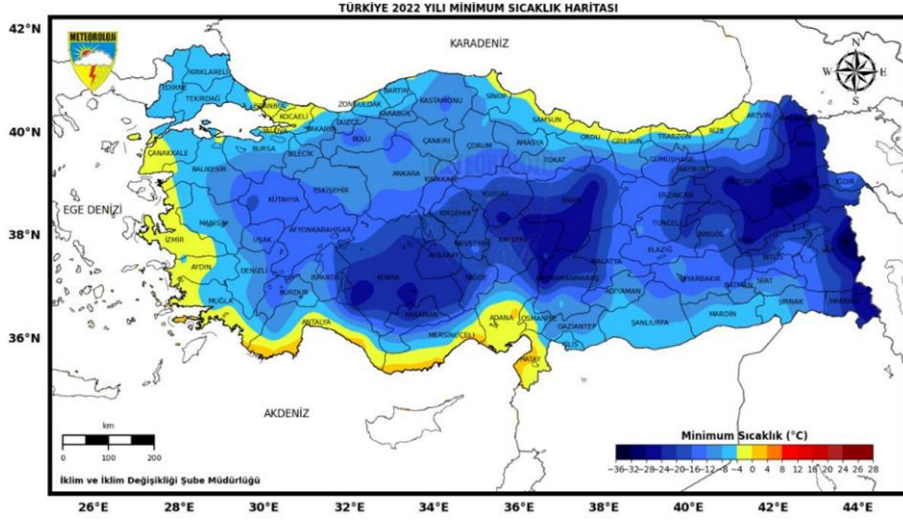 TÜRKİYE 2022 YILI MİNİMUM SICAKLIK HARİTASI
42°N
40°N
38°N
36°N
METEOROLOJİ
KARADENİZ
N
W E
S
EGE DENİZİ
AKDENİZ
KIRKLARELİ
EDİRNE
TEKİRDAĞ
İSTANBUL
KOCAELİ
SAKARYA
ZONGULDAK
BARTIN
KARABÜK
KASTAMONU
SİNOP
SAMSUN
ORDU
GİRESUN
TRABZON
RİZE
ARTVİN
DÜZCE
BOLU
ÇANKIRI
ÇORUM
AMASYA
TOKAT
GÜMÜŞHANE
ÇANAKKALE
BALIKESİR
BURSA
BİLECİK
ESKİŞEHİR
ANKARA
KÜTAHYA
SİVAS
ERZİNCAN
IĞDIR
MANİSA
UŞAK
AFYONKARAHİSAR
KIRŞEHİR
NEVŞEHİR
KAYSERİ
TUNCELİ
BİNGÖL
ELAZIĞ
İZMİR
AYDIN
DENİZLİ
ISPARTA
BURDUR
KONYA
AKSARAY
NİĞDE
MALATYA
DİYARBAKIR
BATMAN
SİİRT
BİTLİS
MUĞLA
ANTALYA
KARAMAN
MERSİN(İÇEL)
ADANA
OSMANİYE
GAZİANTEP
KİLİS
HATAY
ADIYAMAN
ŞANLIURFA
MARDİN
ŞIRNAK
HAKKARİ
km
0 100 200
İklim ve İklim Değişikliği Şube Müdürlüğü
Minimum Sıcaklık (°C)
−36−32−28−24−20−16−12−8 −4 0 4 8 12 16 20 24 28
26°E 28°E 30°E 32°E 34°E 36°E 38°E 40°E 42°E 44°E